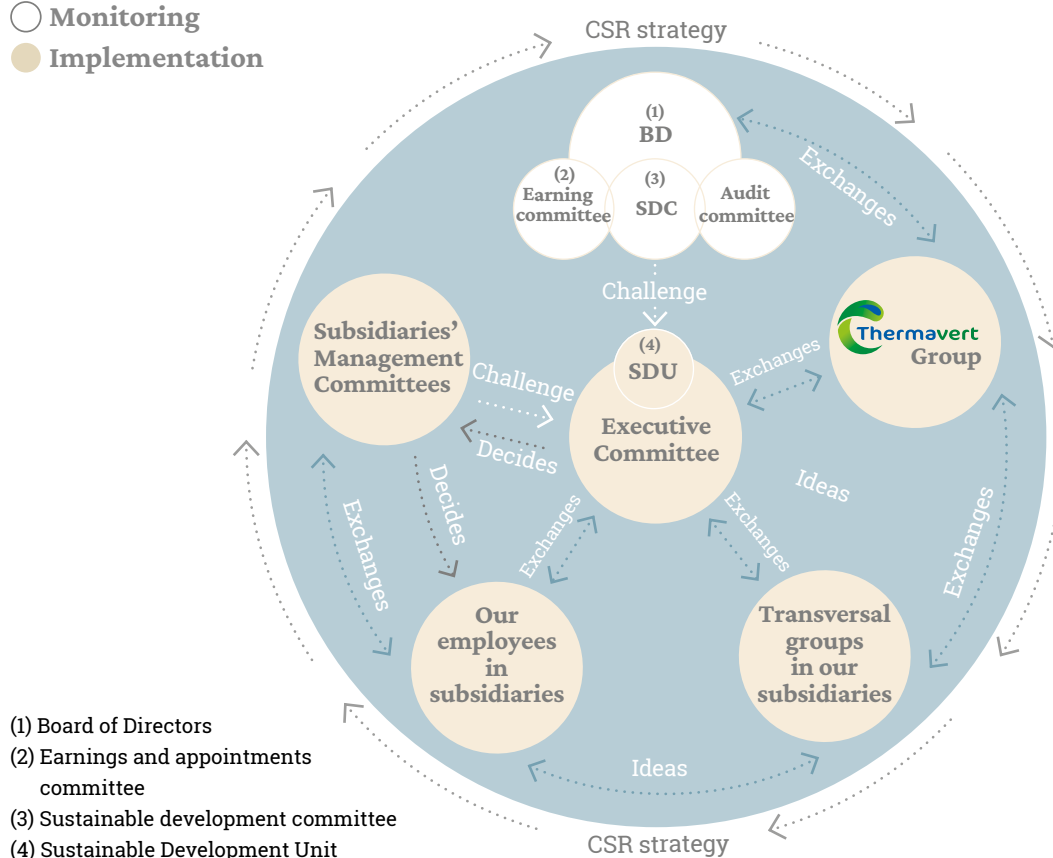 Monitoring
Implementation
CSR strategy
(1)
BD
(2)
Earning
committee
(3)
SDC
Audit
committee
Exchanges
Challenge
Subsidiaries’
Management
Committees
Thermavert
Group
(4)
SDU
Executive
Committee
Challenge
Decides
Exchanges
Ideas
Decides
Exchanges
Exchanges
Exchanges
Exchanges
Our
employees
in
subsidiaries
Transversal
groups
in our
subsidiaries
Ideas
CSR strategy
(1) Board of Directors
(2) Earnings and appointments
committee
(3) Sustainable development committee
(4) Sustainable Development Unit